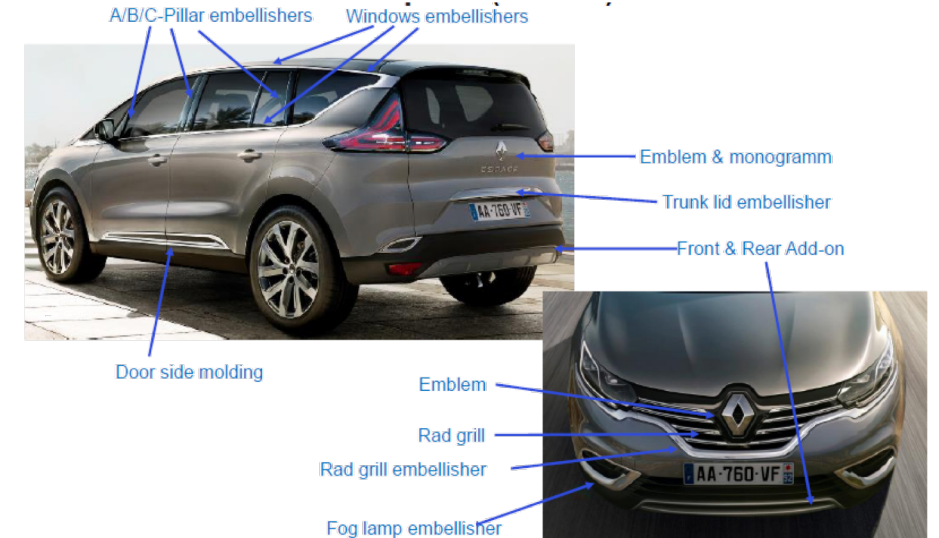 A/B/C-Pillar embellishers
Windows embellishers
Emblem & monogramm
ESPACE
Trunk lid embellisher
AA-760 VF
Front & Rear Add-on
Door side molding
Emblem
Rad grill
AA-760-VF
Rad grill embellisher
Fog lamp embellisher